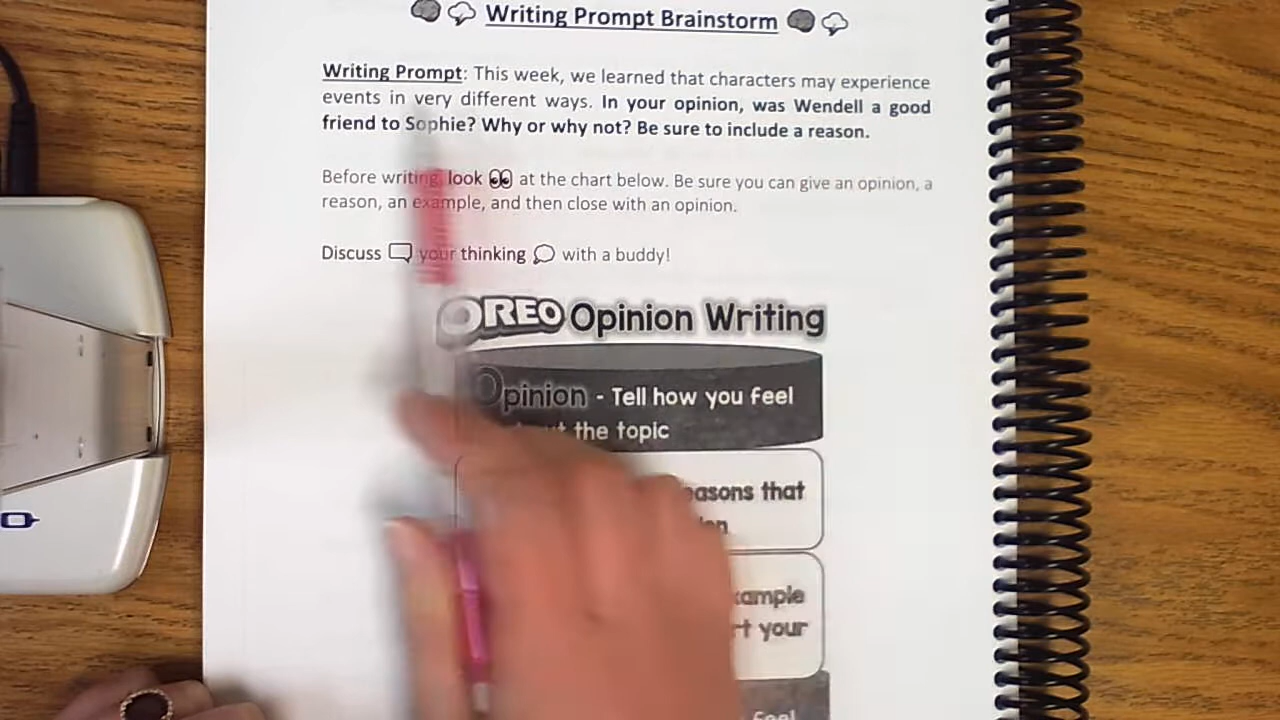 Writing Prompt Brainstorm
Writing Prompt: This week, we learned that characters may experience
events in very different ways. In your opinion, was Wendell a good
friend to Sophie? Why or why not? Be sure to include a reason.
Before writing, look at the chart below. Be sure you can give an opinion, a
reason, an example, and then close with an opinion.
Discuss your thinking with a buddy!
OREO Opinion Writing
Opinion - Tell how you feel
the topic
that
your
feel